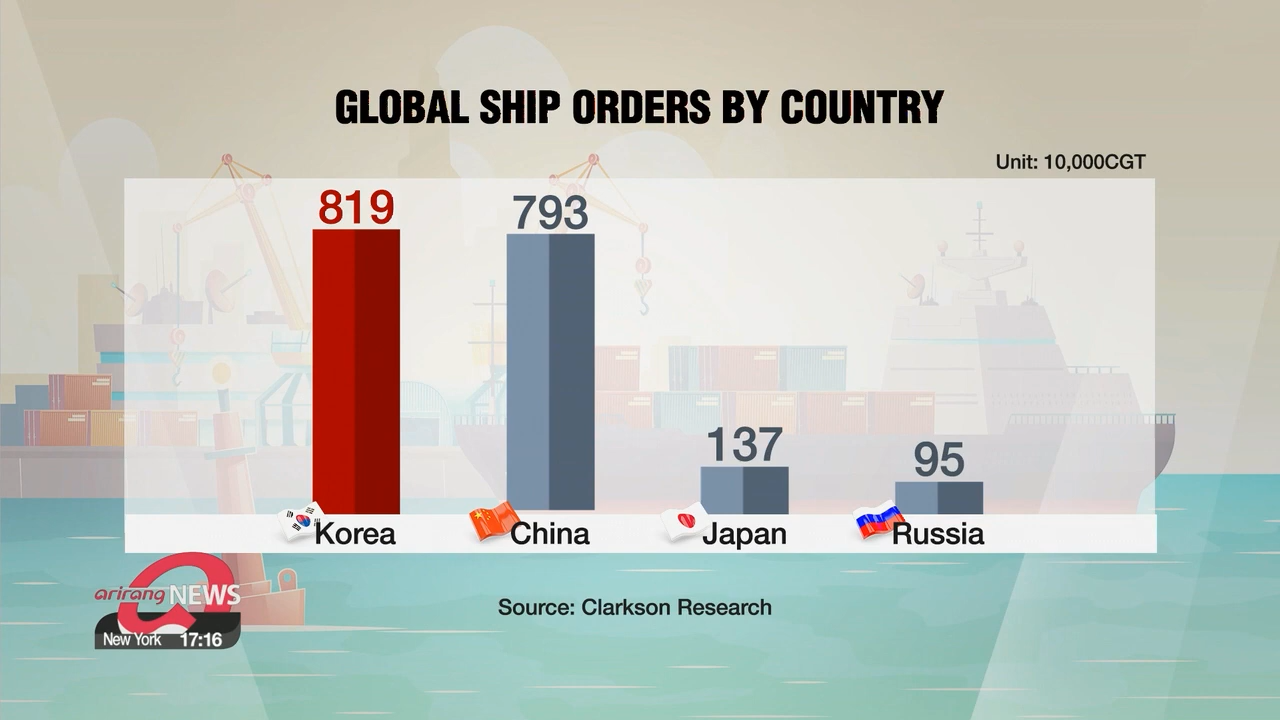 GLOBAL SHIP ORDERS BY COUNTRY
Unit: 10,000CGT
819
793
137
95
Korea
China
Japan
Russia
arirang NEWS
New York 17:16
Source: Clarkson Research